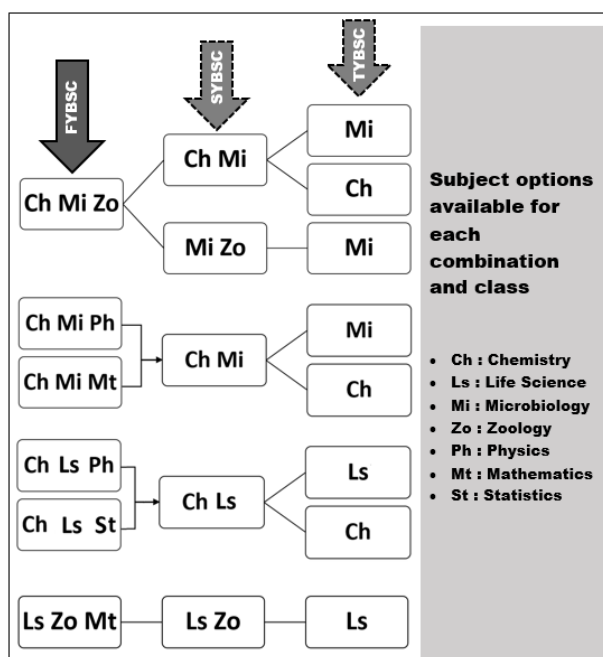 FYBSC
SYBSC
TYBSC
Ch Mi Zo
Ch Mi
Mi
Ch
Mi Zo
Mi
Ch Mi Ph
Ch Mi Mt
Ch Mi
Mi
Ch
Ch Ls Ph
Ch Ls St
Ch Ls
Ls
Ch
Ls Zo Mt
Ls Zo
Ls
Subject options
available for
each
combination
and class
• Ch : Chemistry
• Ls : Life Science
• Mi : Microbiology
• Zo : Zoology
• Ph : Physics
• Mt : Mathematics
• St : Statistics